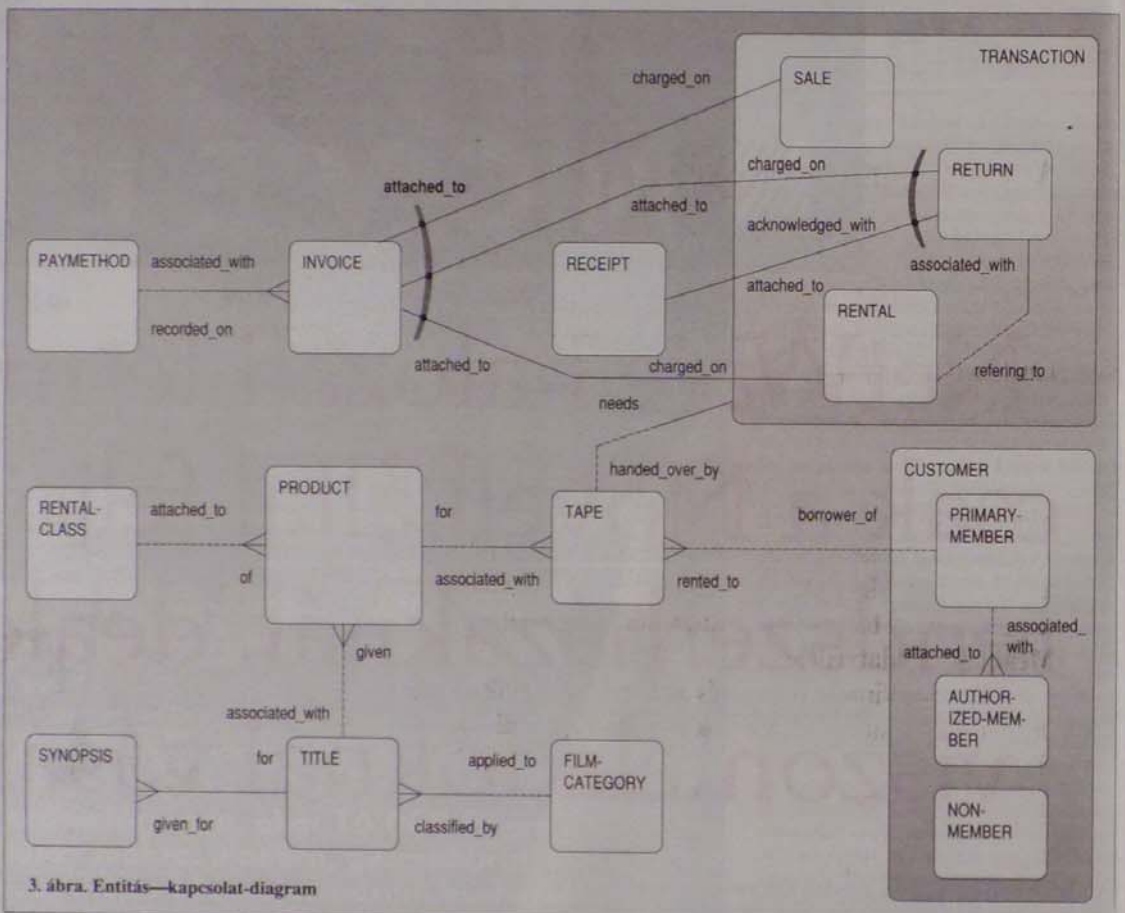 TRANSACTION
SALE
charged_on
attached_to
charged_on
attached_to
RETURN
acknowledged_with
PAYMETHOD
associated_with
INVOICE
RECEIPT
associated_with
attached_to
RENTAL
recorded_on
attached_to
charged_on
refering_to
needs
handed_over_by
CUSTOMER
RENTAL-
CLASS
attached_to
PRODUCT
for
TAPE
borrower_of
PRIMARY-
MEMBER
of
associated_with
rented_to
given
associated_
with
attached_to
AUTHOR-
IZED-MEM-
BER
associated_with
SYNOPSIS
for
TITLE
applied_to
FILM-
CATEGORY
given_for
classified_by
NON-
MEMBER
3. ábra. Entitás—kapcsolat-diagram